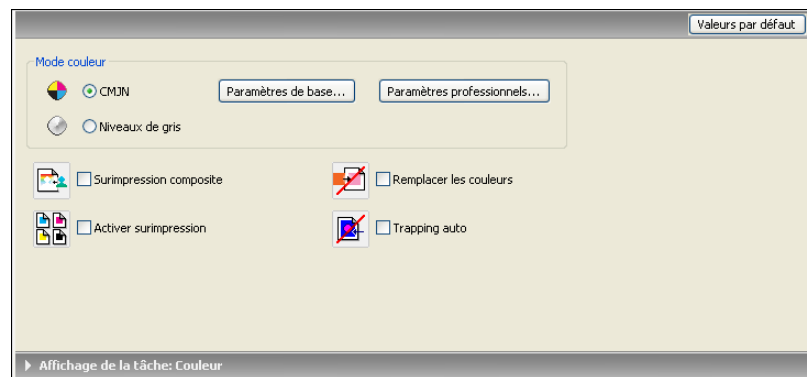 Valeurs par défaut
Mode couleur
CMJN
Paramètres de base...
Paramètres professionnels...
Niveaux de gris
Surimpression composite
Remplacer les couleurs
Activer surimpression
Trapping auto
Affichage de la tâche: Couleur